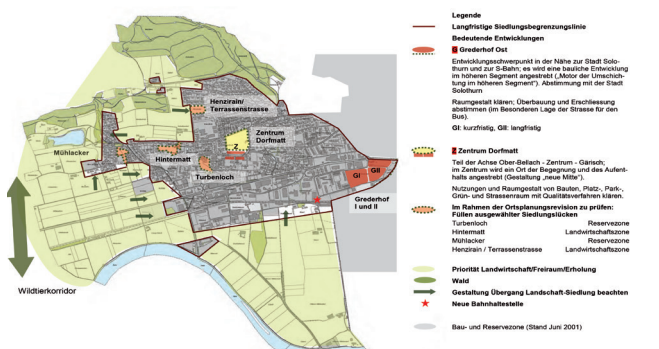 Henzirain/
Terrassenstrasse
Zentrum
Dorfmatt
Z
Mühlacker
Hintermatt
Turbenloch
GI
GII
Grederhof
I und II
Wildtierkorridor
Legende
Langfristige Siedlungsbegrenzungslinie
Bedeutende Entwicklungen
G Grederhof Ost
Entwicklungsschwerpunkt in der Nähe zur Stadt Solo-
thurn und zur S-Bahn; es wird eine bauliche Entwicklung
im höheren Segment angestrebt („Motor der Umschich-
tung im höheren Segment"). Abstimmung mit der Stadt
Solothurn
Raumgestalt klären; Überbauung und Erschliessung
abstimmen (im Besonderen Lage der Strasse für den
Bus).
GI: kurzfristig, GII: langfristig
Z Zentrum Dorfmatt
Teil der Achse Ober-Bellach - Zentrum - Gärisch;
im Zentrum wird ein Ort der Begegnung und des Aufent-
halts angestrebt (Gestaltung „neue Mitte").
Nutzungen und Raumgestalt von Bauten, Platz-, Park-,
Grün- und Strassenraum mit Qualitätsverfahren klären.
Im Rahmen der Ortsplanungsrevision zu prüfen:
Füllen ausgewählter Siedlungslücken
Turbenloch Reservezone
Hintermatt Landwirtschaftszone
Mühlacker Reservezone
Henzirain / Terrassenstrasse Landwirtschaftszone
Priorität Landwirtschaft/Freiraum/Erholung
Wald
Gestaltung Übergang Landschaft-Siedlung beachten
Neue Bahnhaltestelle
Bau- und Reservezone (Stand Juni 2001)